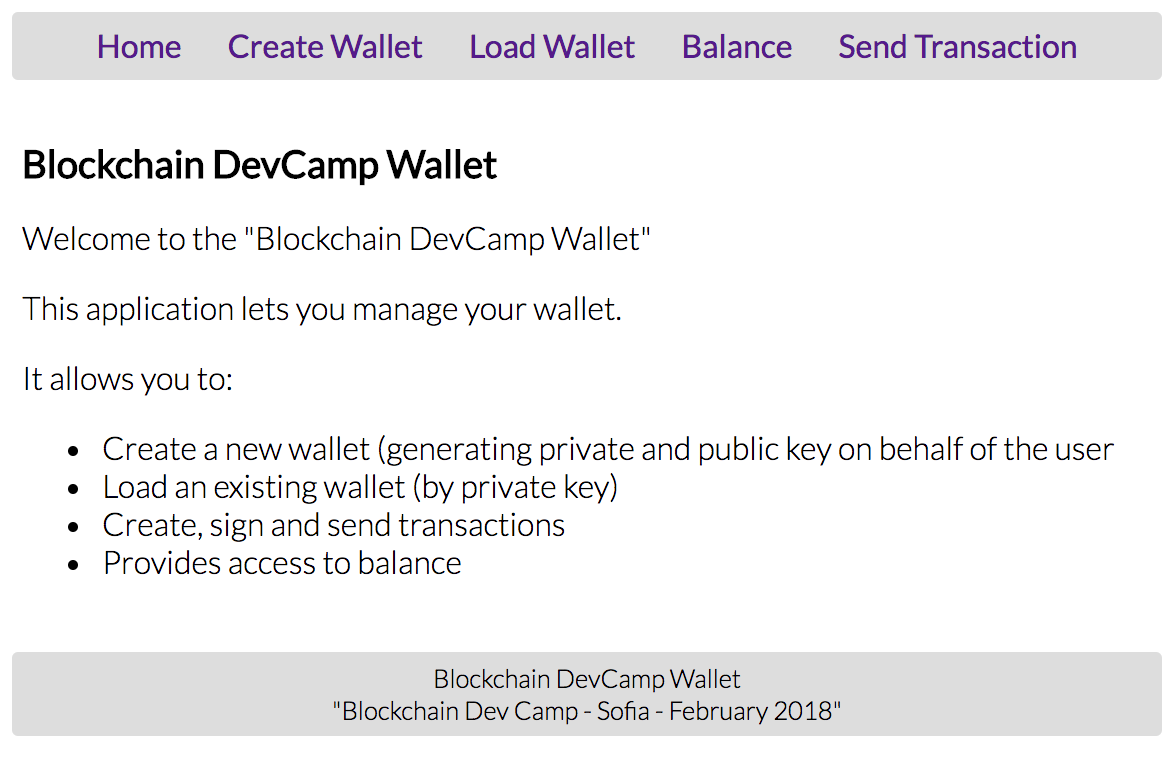 Home Create Wallet Load Wallet Balance Send Transaction
Blockchain DevCamp Wallet
Welcome to the "Blockchain DevCamp Wallet"
This application lets you manage your wallet.
It allows you to:
• Create a new wallet (generating private and public key on behalf of the user
• Load an existing wallet (by private key)
• Create, sign and send transactions
• Provides access to balance
Blockchain DevCamp Wallet
"Blockchain Dev Camp - Sofia - February 2018"